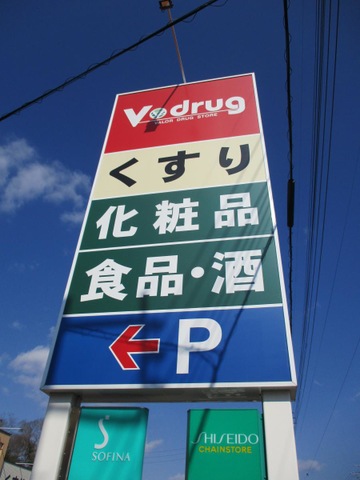 V・drug
VALOR DRUG STORE
くすり
化粧品
食品・酒
←P
SOFINA
SHISEIDO
CHAINSTORE